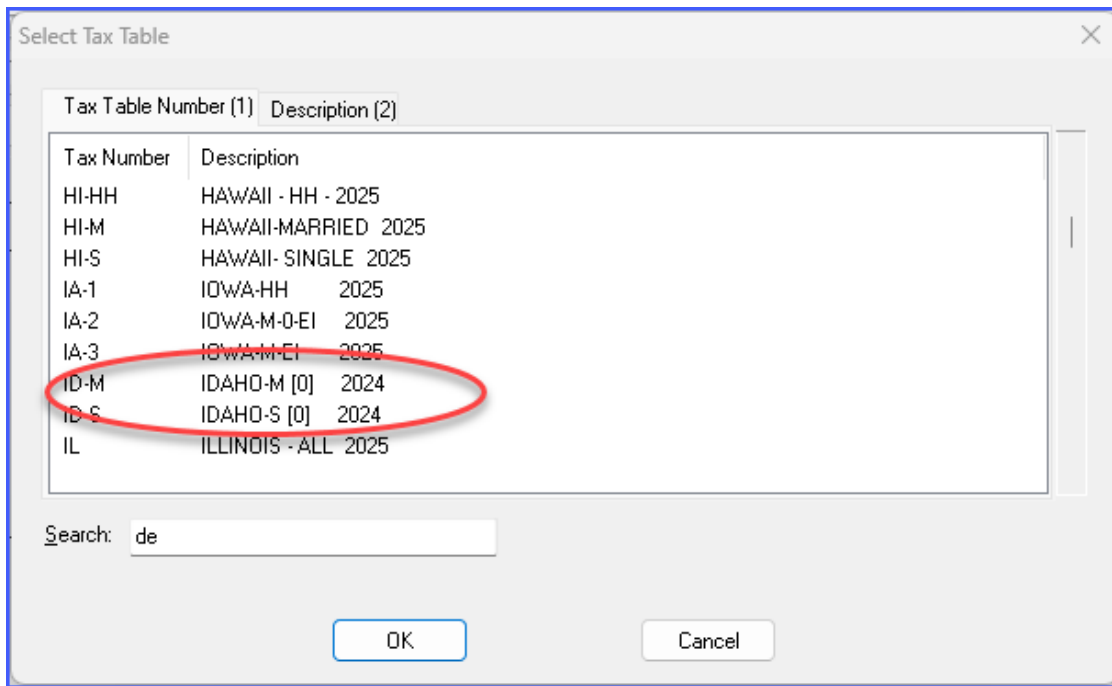 Select Tax Table
Tax Table Number (1) Description (2)
Tax Number Description
HI-HH HAWAII - HH - 2025
HI-M HAWAII-MARRIED 2025
HI-S HAWAII- SINGLE 2025
IA-1 IOWA-HH 2025
IA-2 IOWA-M-0-EI 2025
IA-3 IOWA-M-EI 2025
ID-M IDAHO-M [0] 2024
ID-S IDAHO-S [0] 2024
IL ILLINOIS - ALL 2025
Search: de
OK Cancel